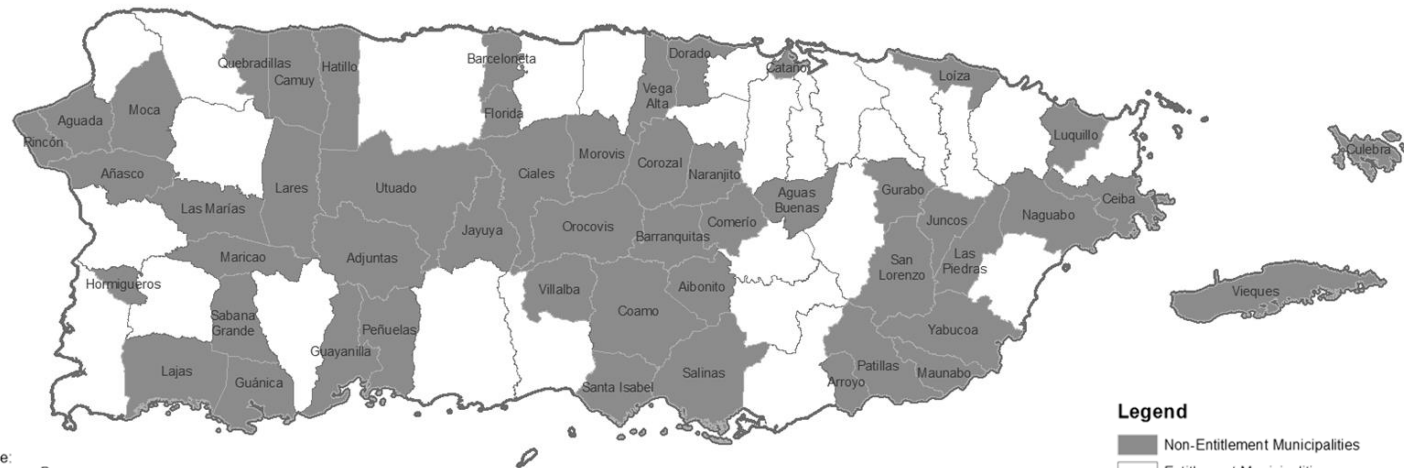 Quebradillas
Camuy
Hatillo
Barceloneta
Dorado
Cataño
Loíza
Moca
Vega
Alta
Aguada
Florida
Luquillo
Rincón
Culebra
Añasco
Morovis
Corozal
Ciales
Naranjito
Lares
Utuado
Gurabo
Aguas
Buenas
Ceiba
Las Marías
Naguabo
Juncos
Comerío
Orocovis
Jayuya
Barranquitas
Maricao
Adjuntas
San
Lorenzo
Las
Piedras
Hormigueros
Villalba
Aibonito
Vieques
Coamo
Sabana
Grande
Peñuelas
Yabucoa
Guayanilla
Lajas
Patillas
Salinas
Maunabo
Guánica
Arroyo
Santa Isabel
Legend
Non-Entitlement Municipalities